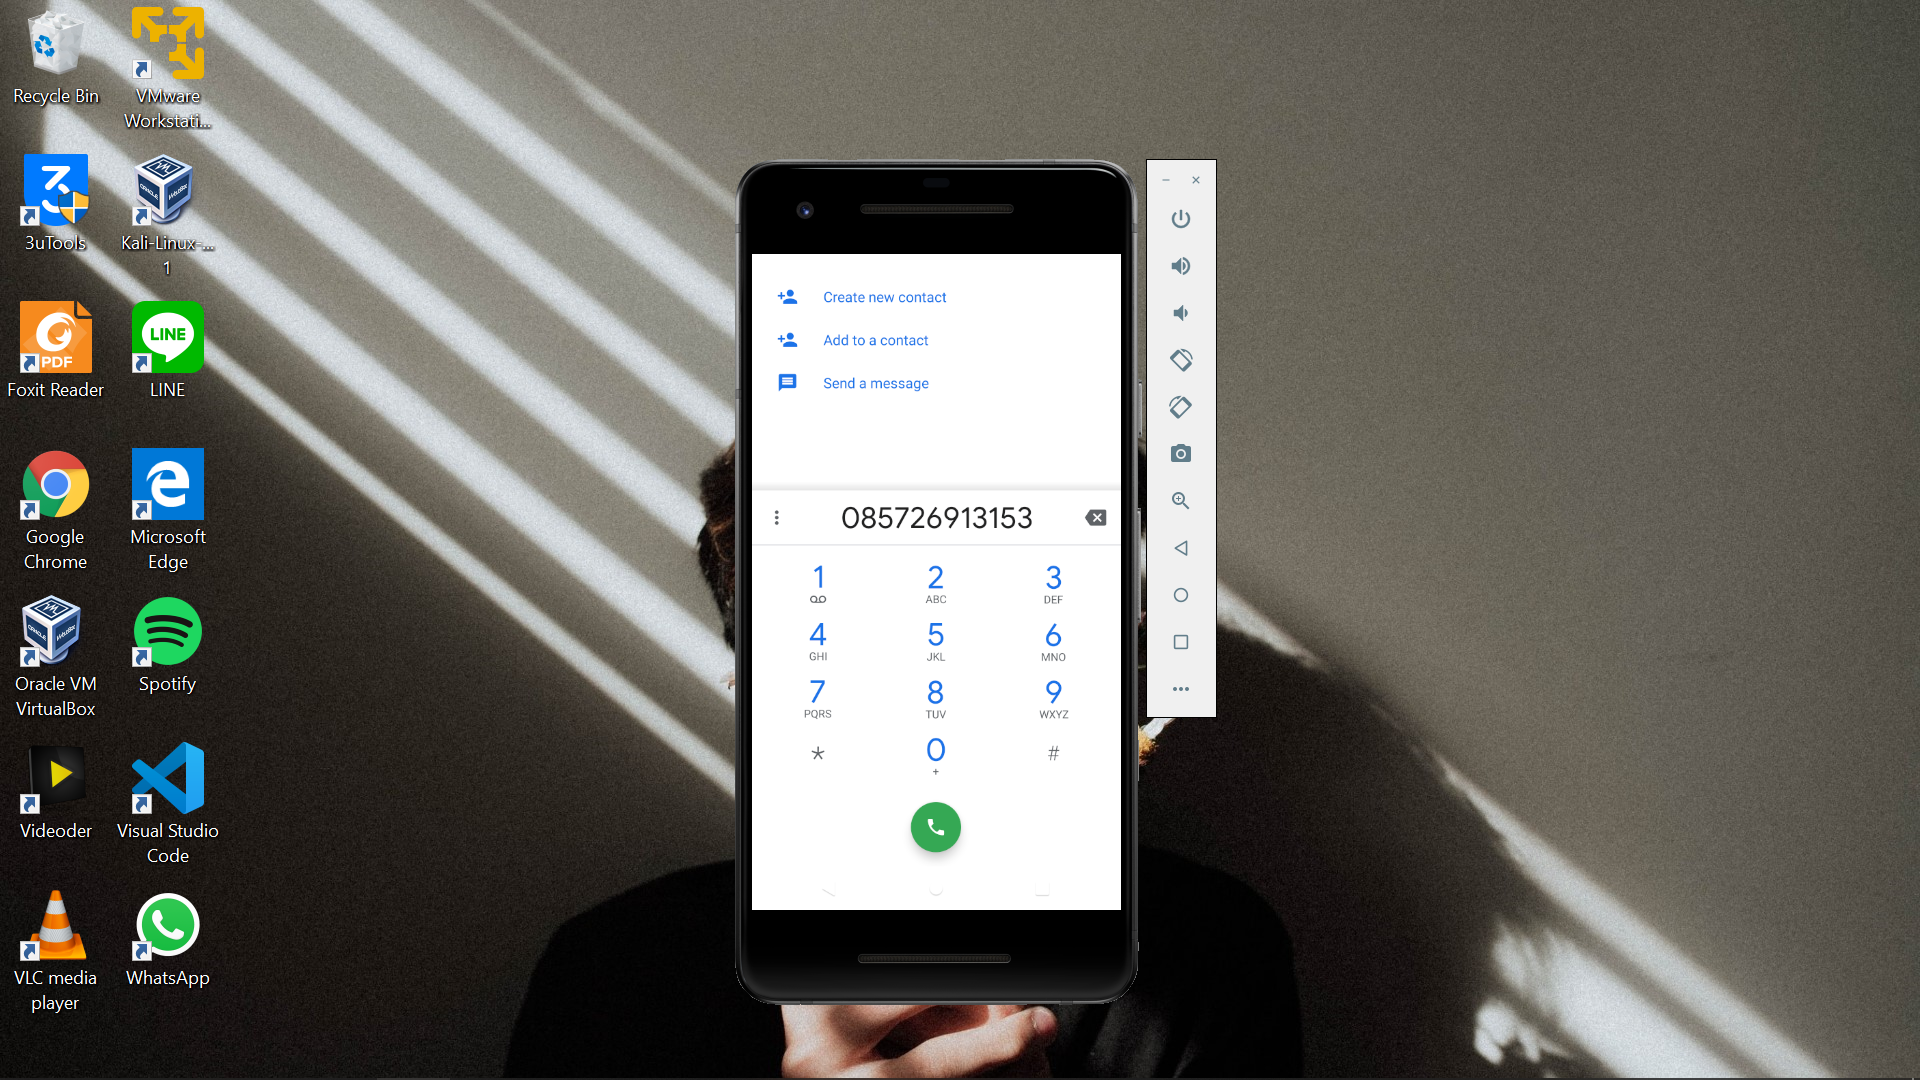 Recycle Bin
VMware
Workstati...
3uTools
Kali-Linux-...
1
PDF
Foxit Reader
LINE
LINE
Google
Chrome
Microsoft
Edge
Oracle VM
VirtualBox
Spotify
Videoder
Visual Studio
Code
VLC media
player
WhatsApp
Create new contact
Add to a contact
Send a message
085726913153
1
2
ABC
3
DEF
4
GHI
5
JKL
6
MNO
7
PQRS
8
TUV
9
WXYZ
*
0
+
#